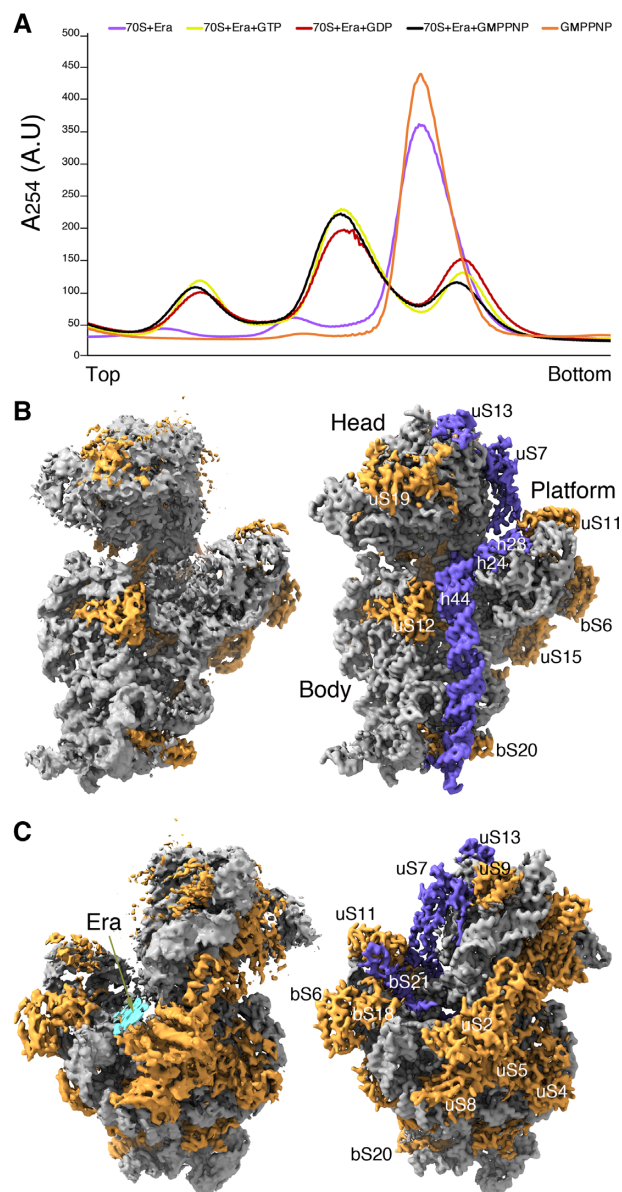 A
70S+Era 70S+Era+GTP 70S+Era+GDP 70S+Era+GMPPNP GMPPNP
500
450
400
350
300
250
200
150
100
50
0
A254 (A.U)
Top Bottom
B
Head
uS13
uS7
Platform
uS19
uS11
h28
h24
h44
bS6
uS12
uS15
Body
bS20
C
uS13
uS7
uS9
Era
uS11
bS21
bS6
bS18
uS2
uS5
uS4
uS8
bS20